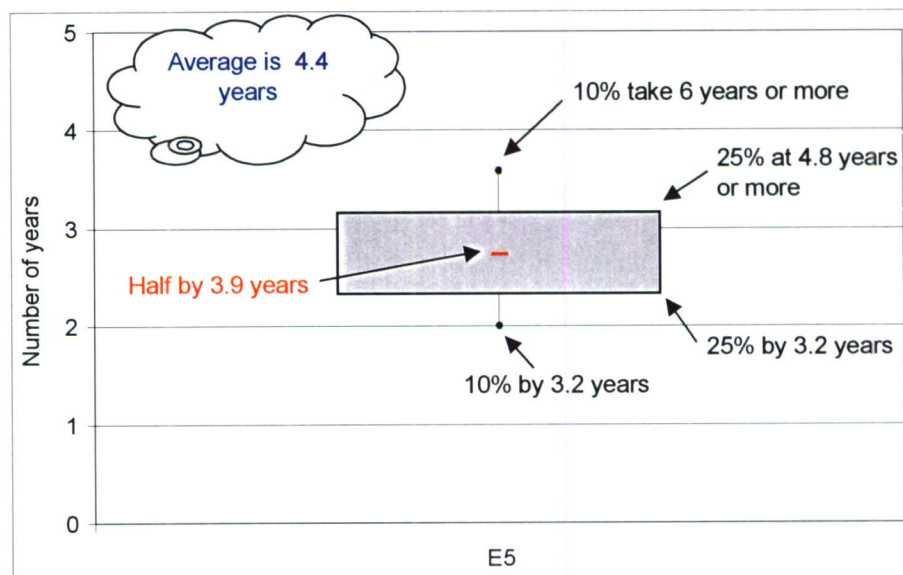 5
Average is 4.4
years
10% take 6 years or more
4
25% at 4.8 years
or more
3
Number of years
Half by 3.9 years
2
25% by 3.2 years
10% by 3.2 years
1
0
E5